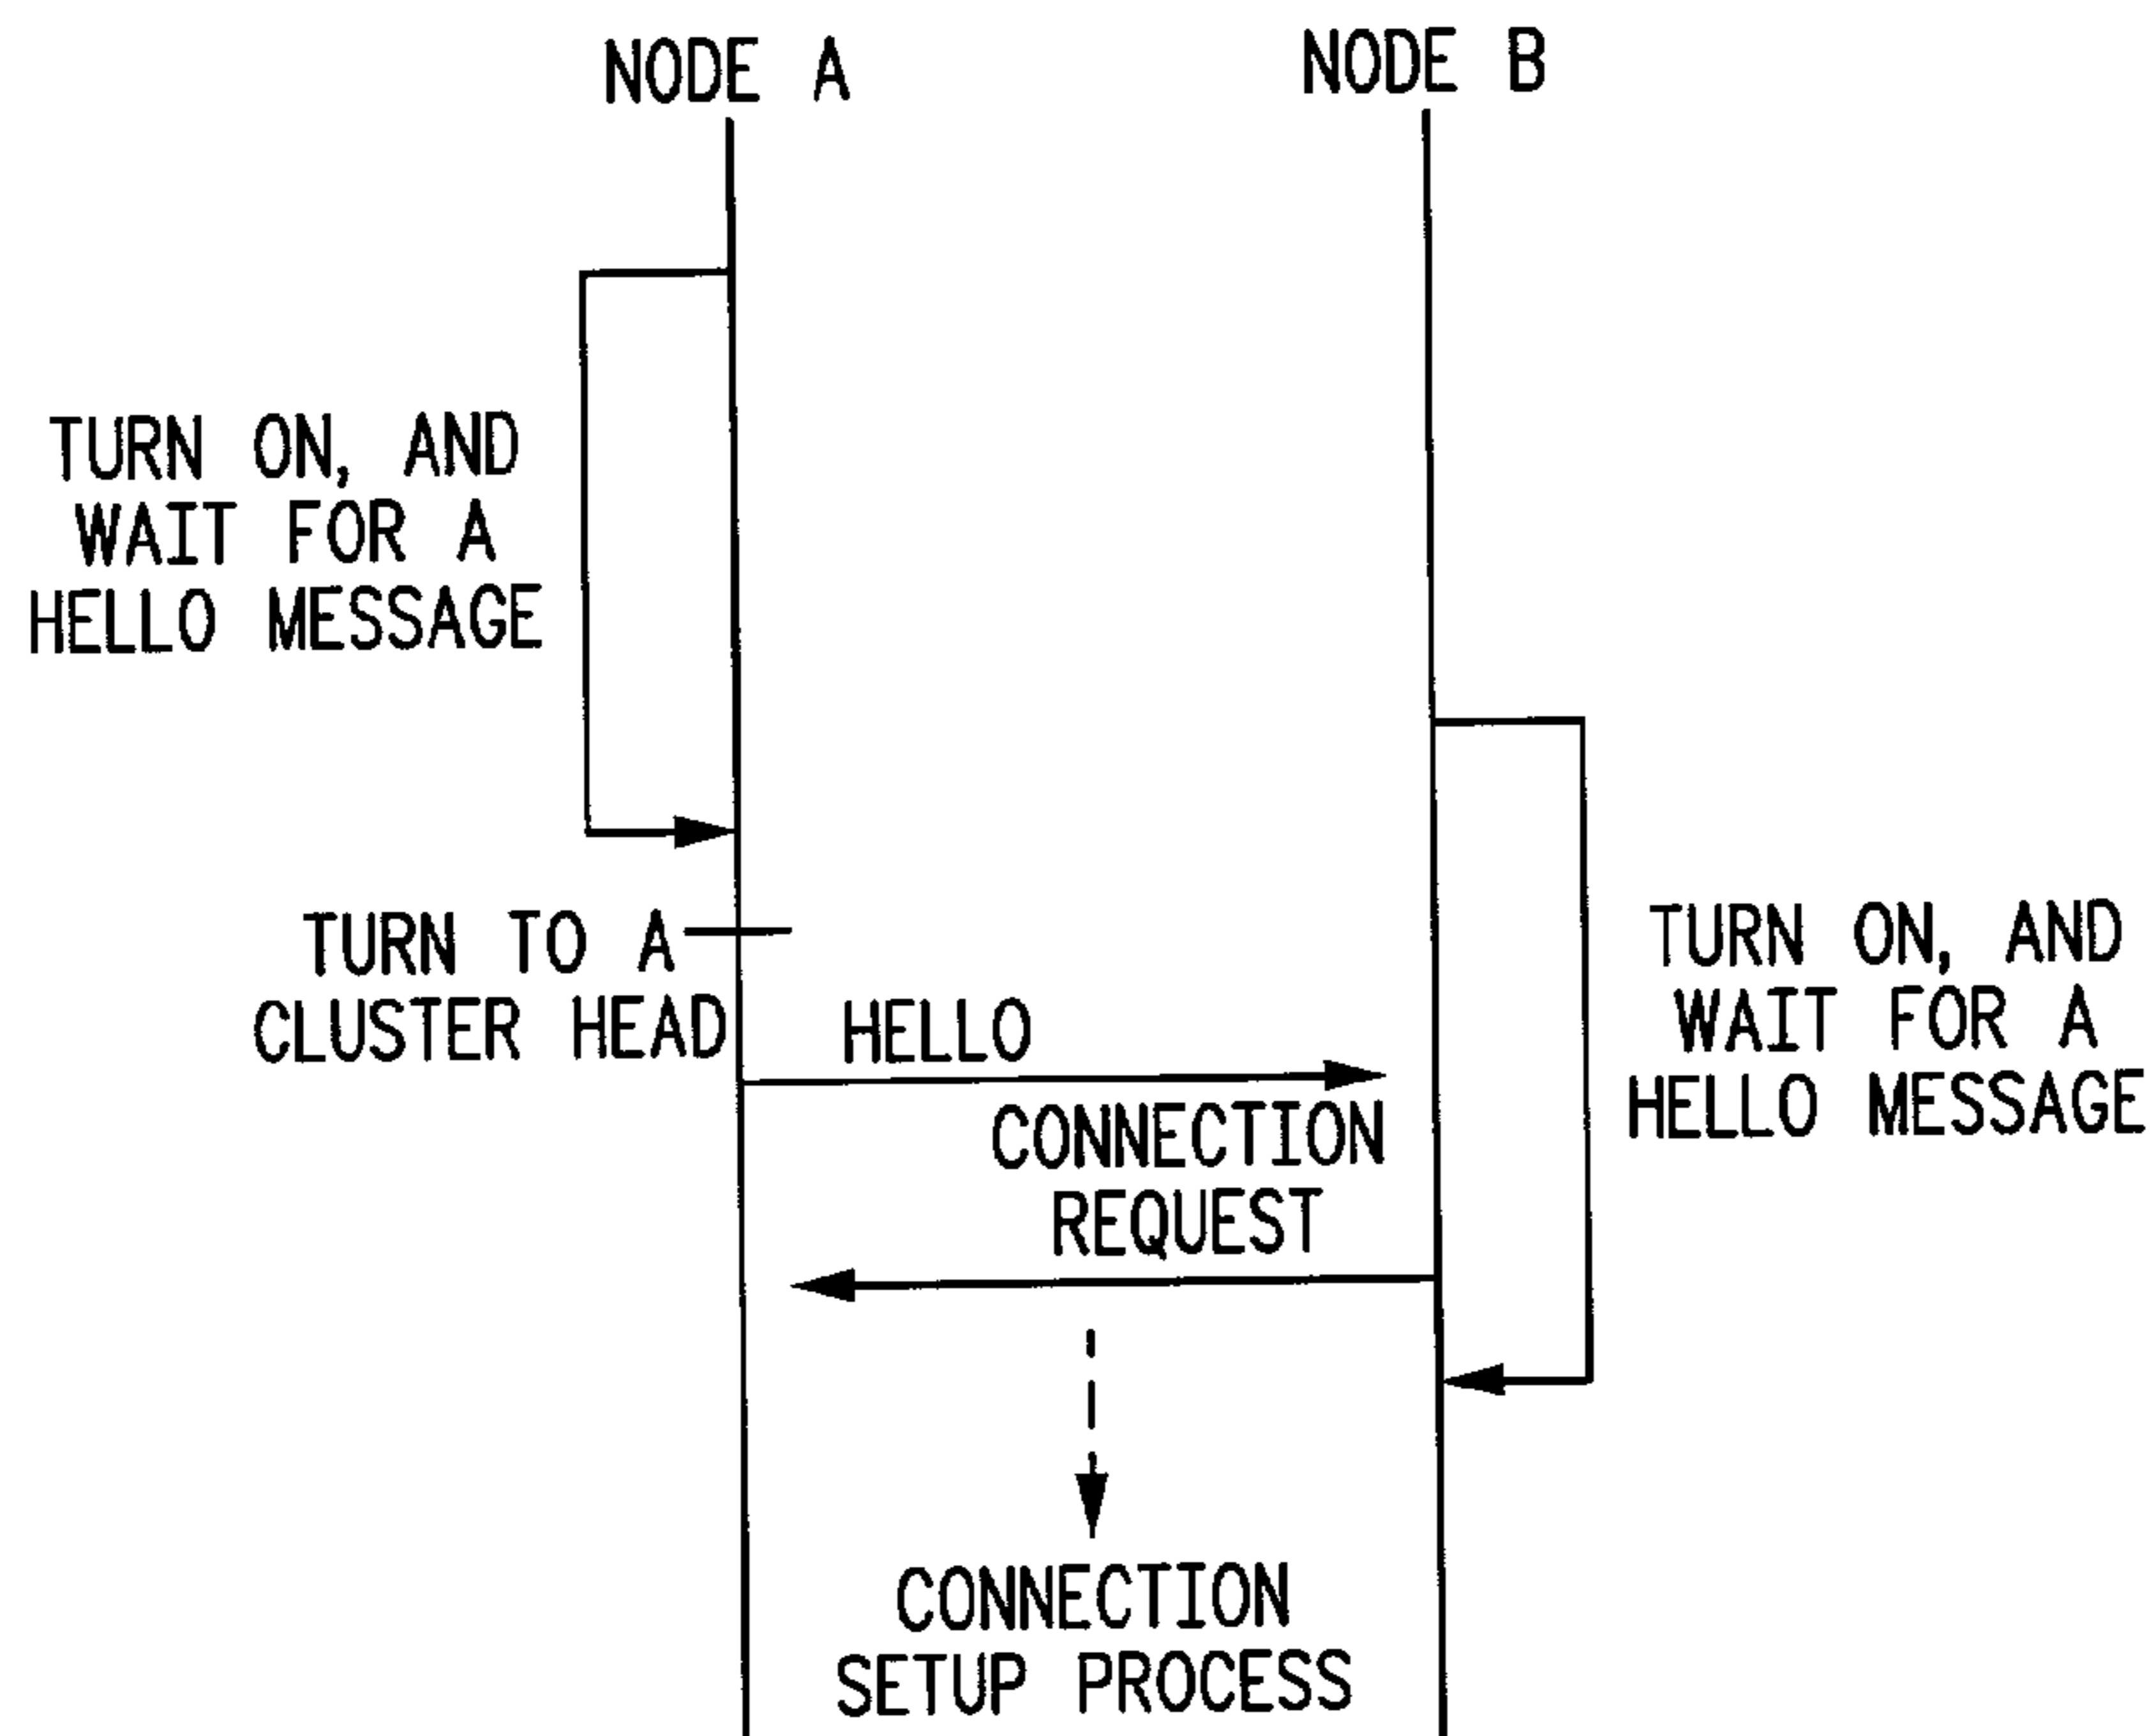 NODE A
NODE B
TURN ON, AND
WAIT FOR A
HELLO MESSAGE
TURN TO A
CLUSTER HEAD
HELLO
TURN ON, AND
WAIT FOR A
HELLO MESSAGE
CONNECTION
REQUEST
CONNECTION
SETUP PROCESS